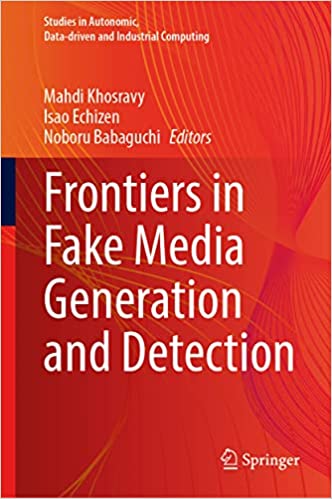 Studies in Autonomic,
Data-driven and Industrial Computing
Mahdi Khosravy
Isao Echizen
Noboru Babaguchi Editors
Frontiers in
Fake Media
Generation
and Detection
Springer